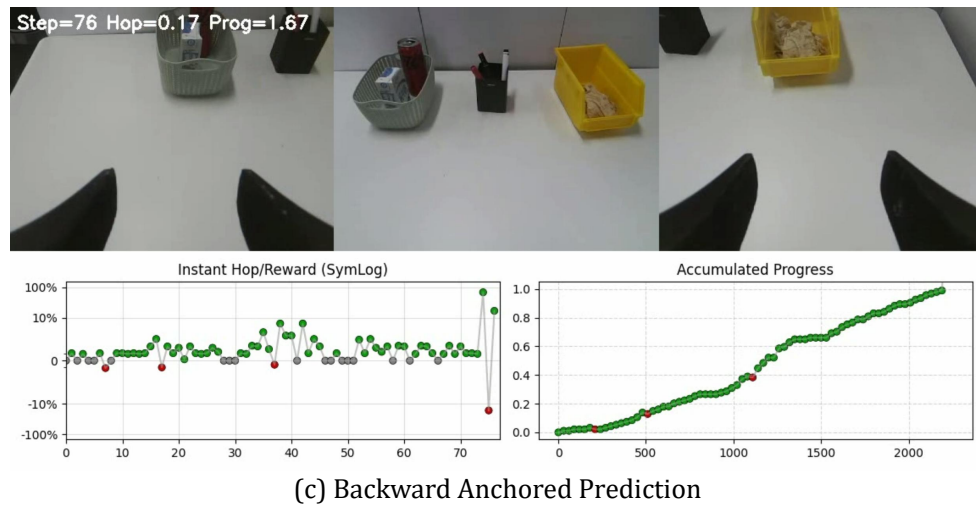 Step=76 Hop=0.17 Prog=1.67
Instant Hop/Reward (SymLog)
Accumulated Progress
100%
10%
0
-10%
-100%
0 10 20 30 40 50 60 70
1.0
0.8
0.6
0.4
0.2
0.0
0 500 1000 1500 2000
(c) Backward Anchored Prediction